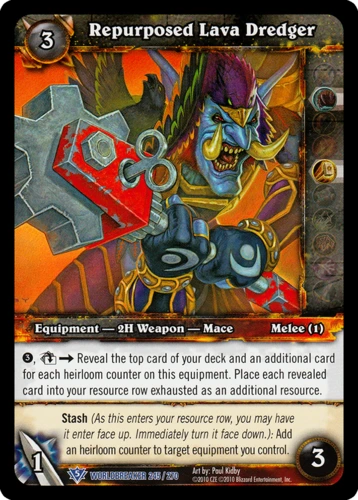 3
Repurposed Lava Dredger
Equipment — 2H Weapon — Mace
Melee (1)
3, → Reveal the top card of your deck and an additional card
for each heirloom counter on this equipment. Place each revealed
card into your resource row exhausted as an additional resource.
Stash (As this enters your resource row, you may have
it enter face up. Immediately turn it face down.): Add
an heirloom counter to target equipment you control.
1
3
WORLDBREAKER 245 / 270
Art by: Paul Kidby
©2010 CZE ©2010 Blizzard Entertainment, Inc.